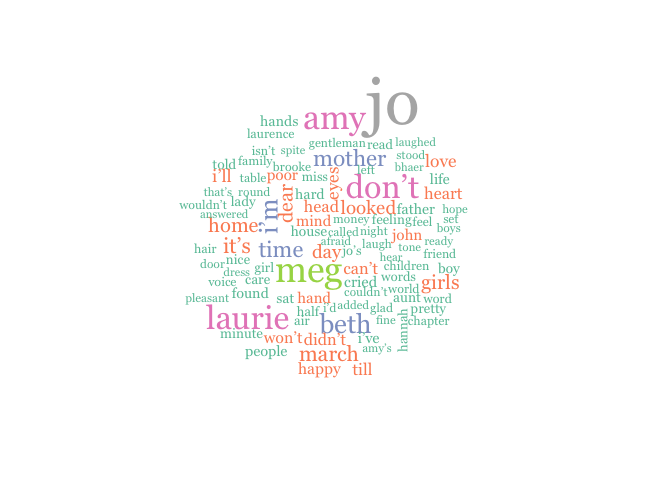 jo
amy
hands
laurence
gentleman read laughed
isn't spite
mother stood
told family brooke left bhaer love
i'll table poor miss eyes don't life
that's round dear hard heart
wouldn't lady head looked father hope
answered i'm mind money feeling feel set
home house called night john boys
it's time afraid laugh tone ready
hair day jo's hear friend
door nice girl meg can't children boy
dress
voice care cried words girls
pleasant found sat hand couldn't world aunt word
laurie half i'd added glad pretty
air beth fine hannah chapter
minute won't didn't i've
people march amy's
happy till